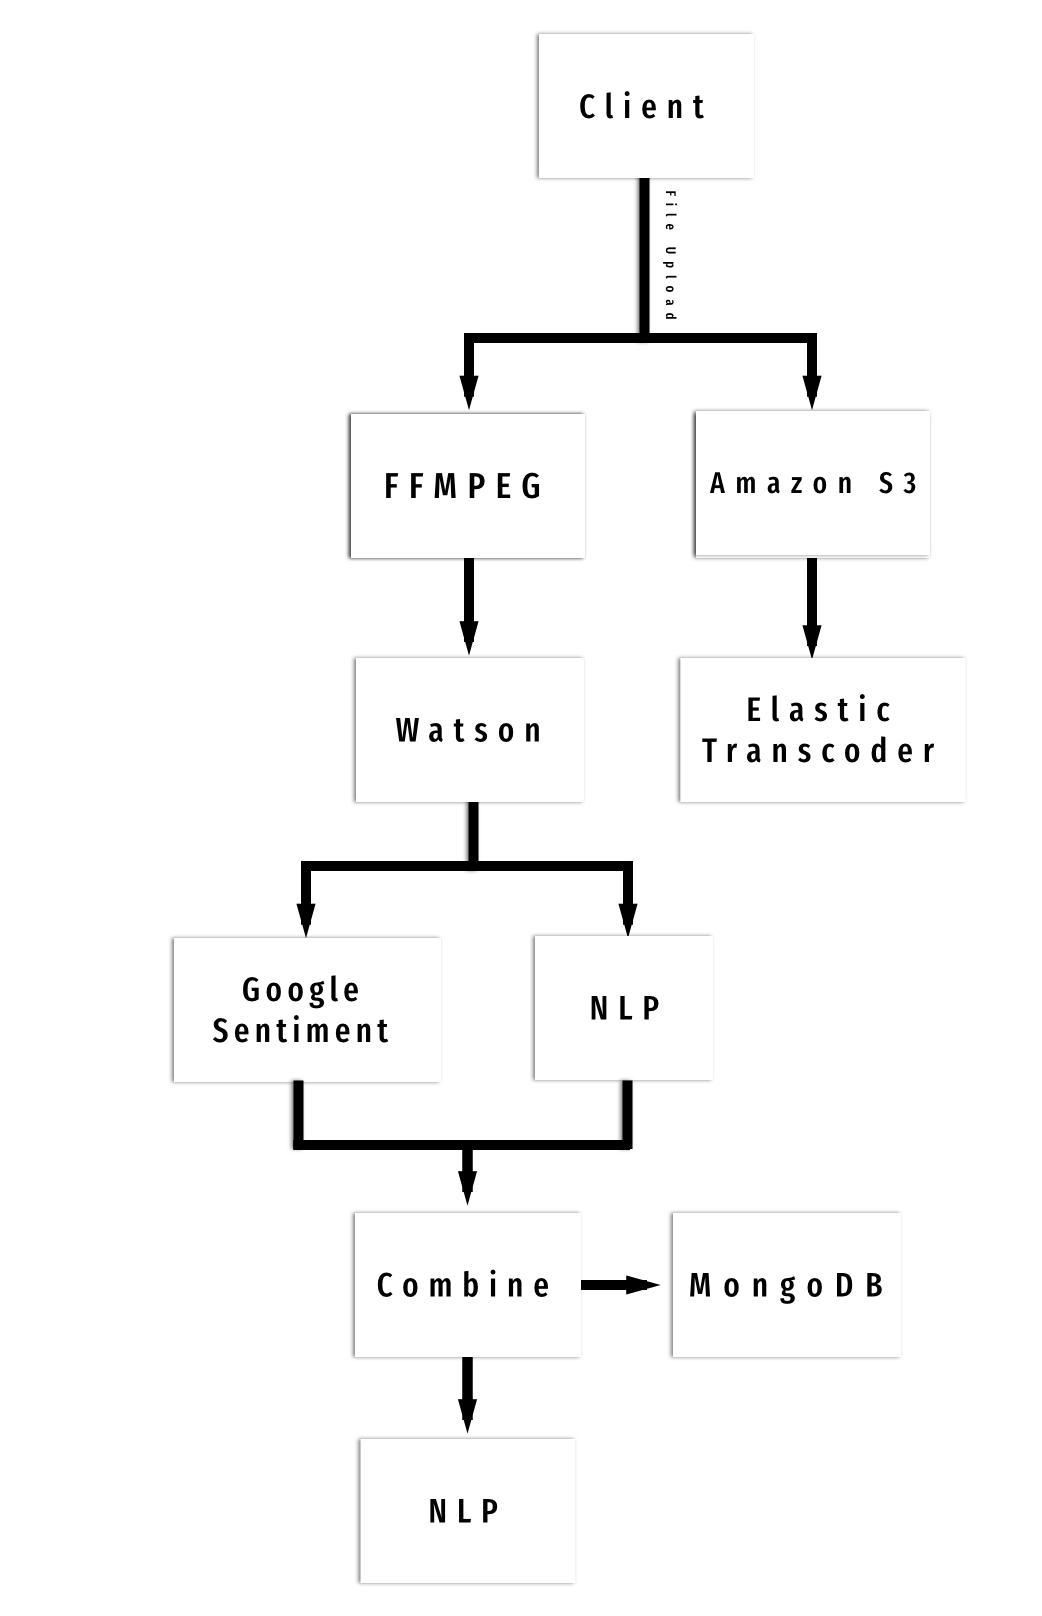 Client
File Upload
FFMPEG
Amazon S3
Watson
Elastic
Transcoder
Google
Sentiment
NLP
Combine
MongoDB
NLP